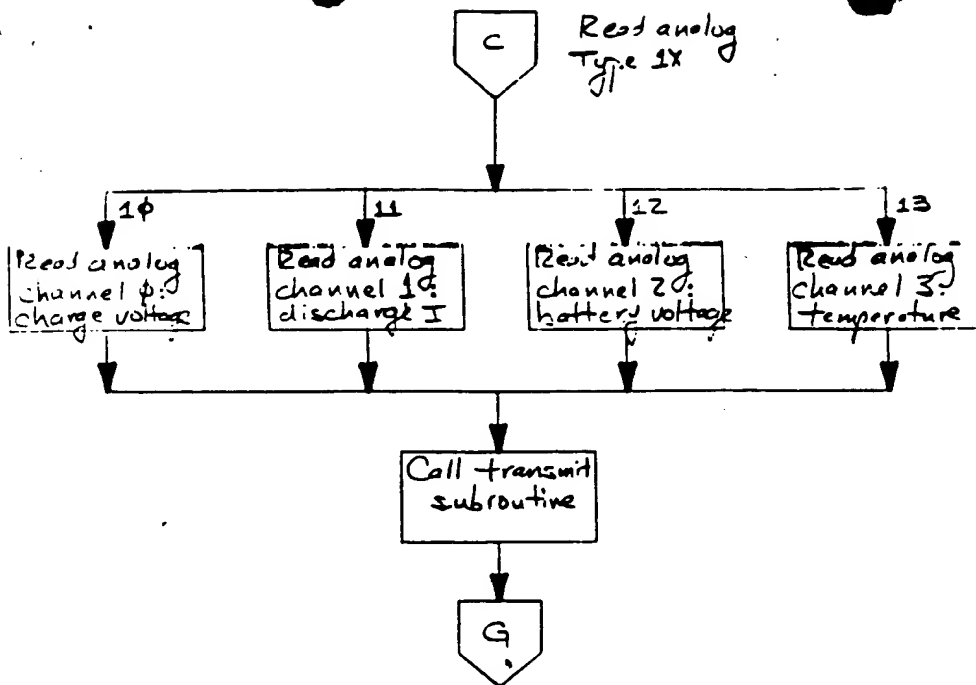 C
Read analog
Type 1X
1φ
11
12
13
Read analog
channel φ:
charge voltage
Read analog
channel 1:
discharge I
Read analog
channel 2:
battery voltage
Read analog
channel 3:
temperature
Call transmit
subroutine
G